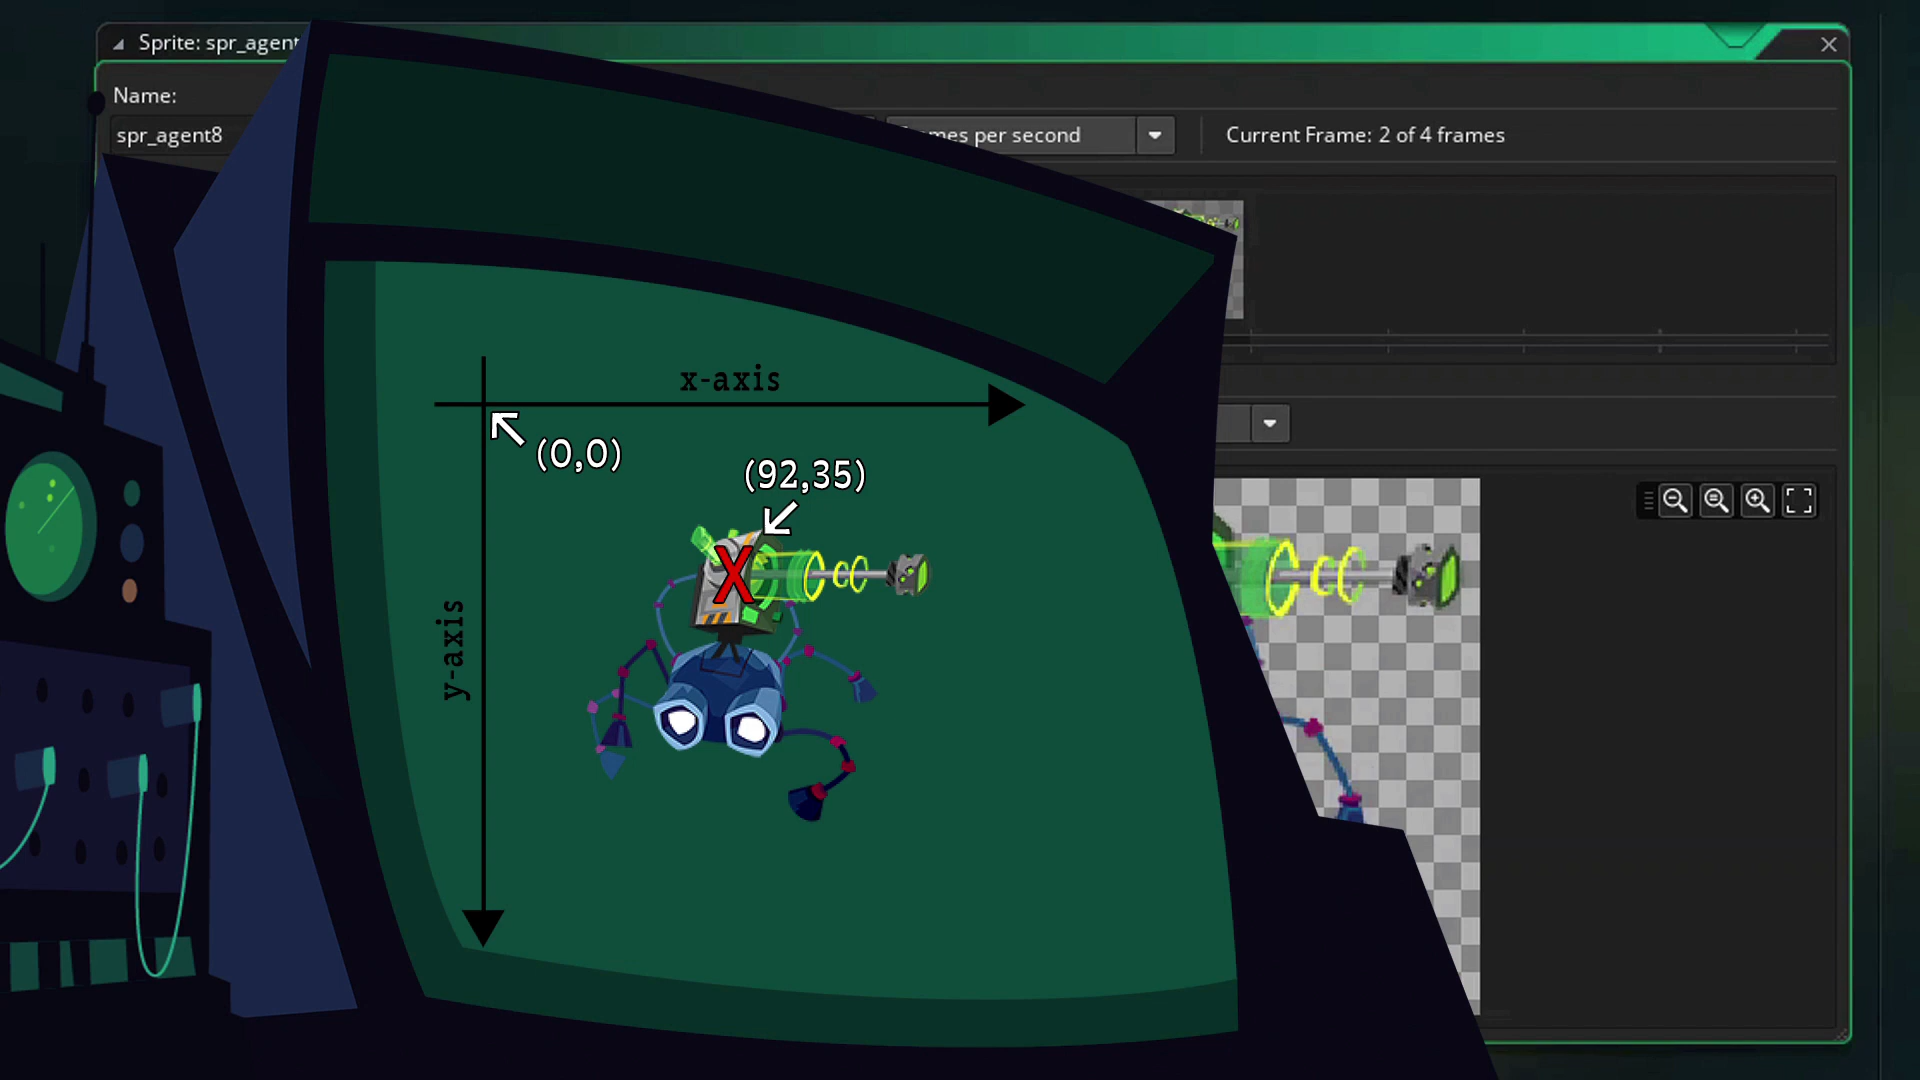 Sprite: spr_agent
Name:
spr_agent8
mes per second
Current Frame: 2 of 4 frames
x-axis
(0,0)
(92,35)
X
y-axis